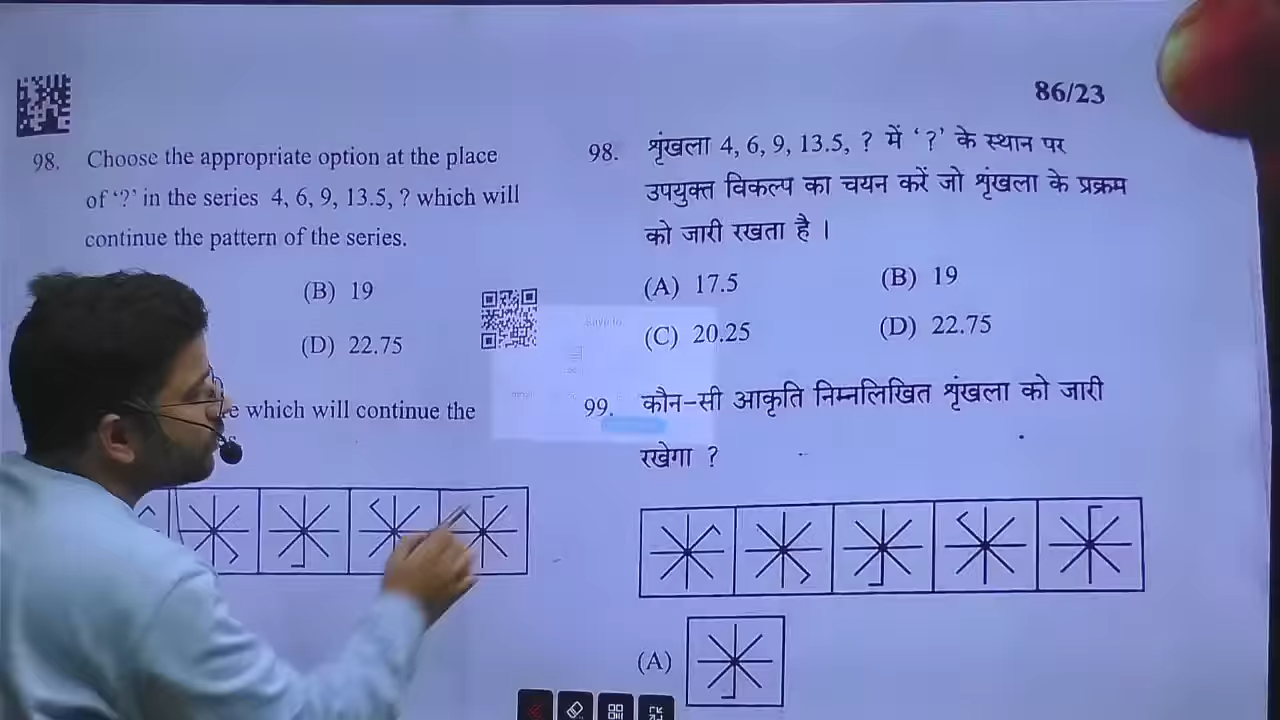 86/23
98. Choose the appropriate option at the place
of ‘?’ in the series 4, 6, 9, 13.5, ? which will
continue the pattern of the series.
(B) 19
(D) 22.75
which will continue the
98. शृंखला 4, 6, 9, 13.5, ? में ‘?’ के स्थान पर
उपयुक्त विकल्प का चयन करें जो शृंखला के प्रक्रम
को जारी रखता है ।
(A) 17.5 (B) 19
(C) 20.25 (D) 22.75
99. कौन-सी आकृति निम्नलिखित शृंखला को जारी
रखेगा ?
(A)